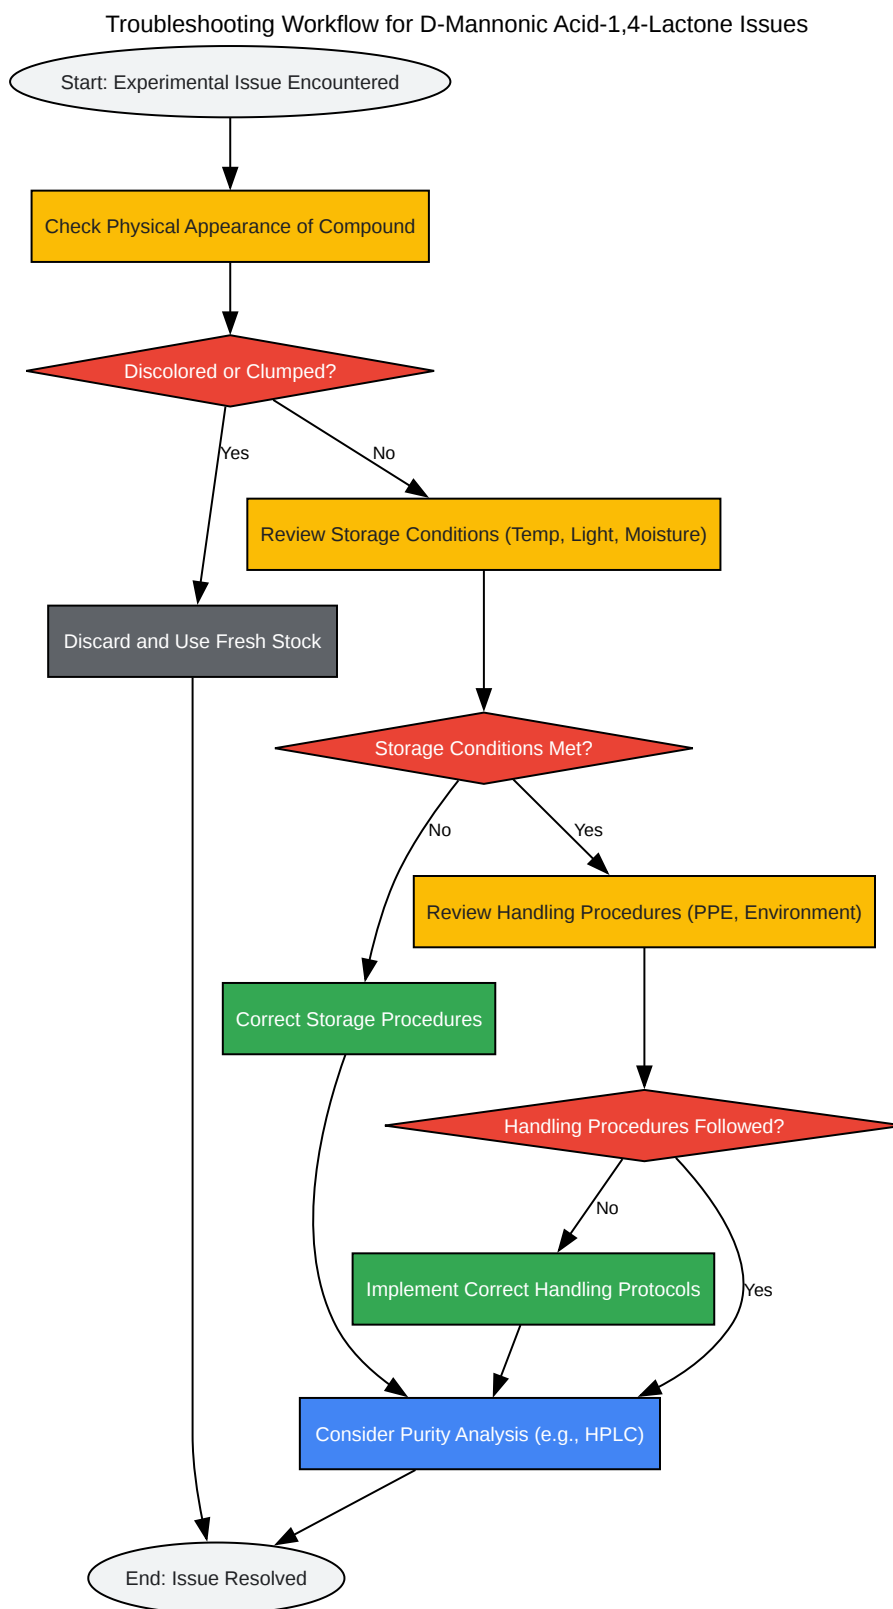 Troubleshooting Workflow for D-Mannonic Acid-1,4-Lactone Issues
Start: Experimental Issue Encountered
Check Physical Appearance of Compound
Discolored or Clumped?
Yes
No
Review Storage Conditions (Temp, Light, Moisture)
Discard and Use Fresh Stock
Storage Conditions Met?
No
Yes
Review Handling Procedures (PPE, Environment)
Correct Storage Procedures
Handling Procedures Followed?
No
Implement Correct Handling Protocols
Yes
Consider Purity Analysis (e.g., HPLC)
End: Issue Resolved